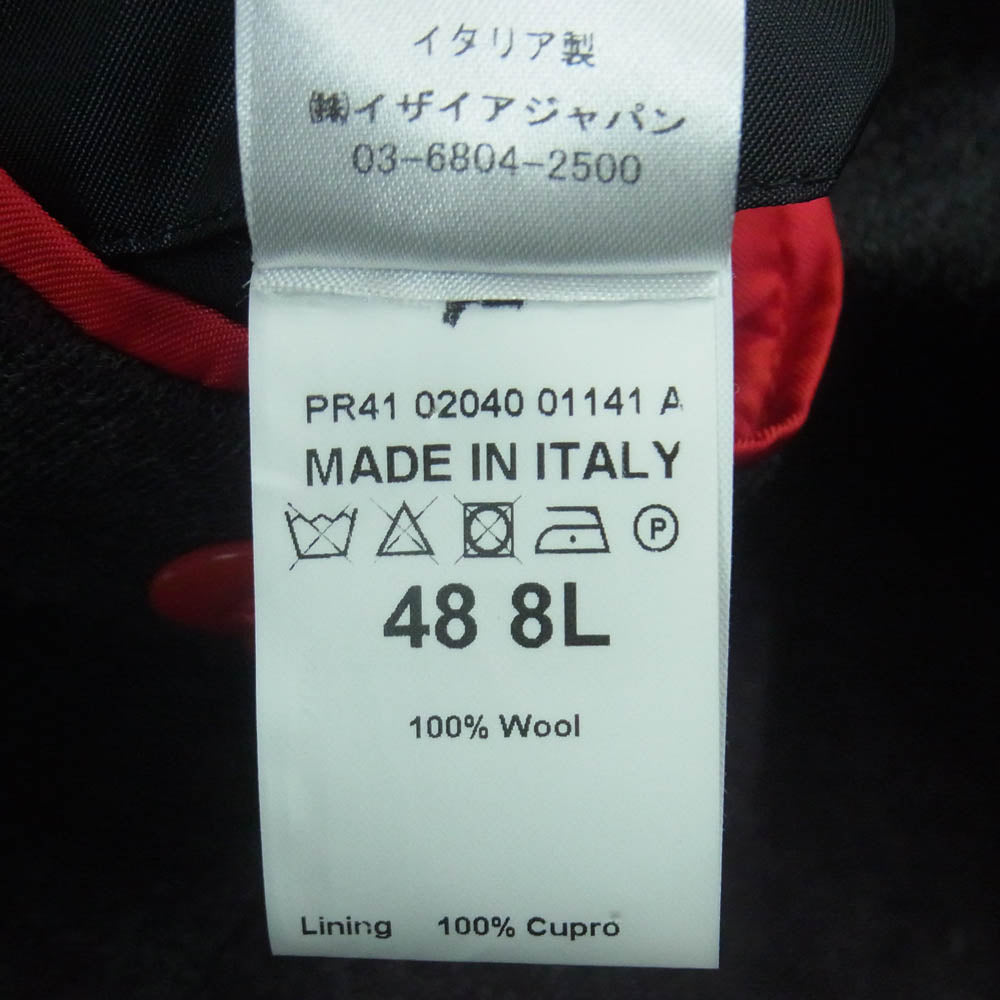 イタリア製
㈱イザイアジャパン
03-6804-2500
PR41 02040 01141 A
MADE IN ITALY
P
48 8L
100% Wool
Lining 100% Cupro